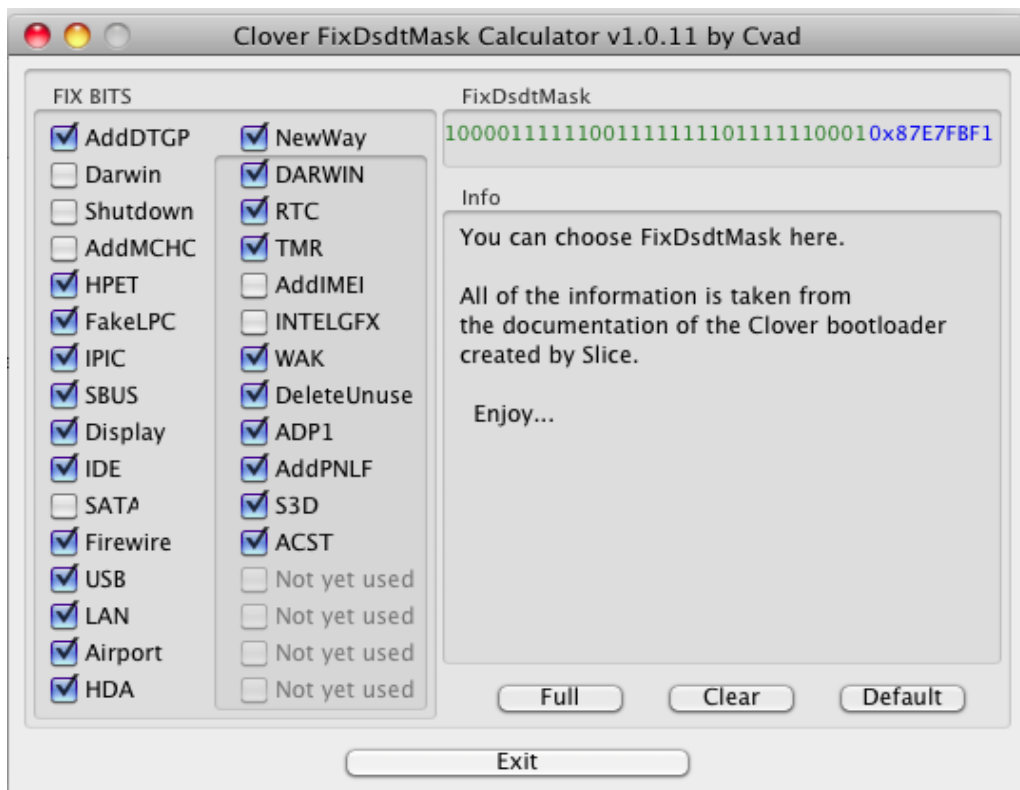 Clover FixDsdtMask Calculator v1.0.11 by Cvad
FIX BITS
AddDTGP
Darwin
Shutdown
AddMCHC
HPET
FakeLPC
IPIC
SBUS
Display
IDE
SATA
Firewire
USB
LAN
Airport
HDA
NewWay
DARWIN
RTC
TMR
AddIMEI
INTELGFX
WAK
DeleteUnuse
ADP1
AddPNLF
S3D
ACST
Not yet used
Not yet used
Not yet used
Not yet used
FixDsdtMask
10000111111001111111101111110001 0x87E7FBF1
Info
You can choose FixDsdtMask here.
All of the information is taken from
the documentation of the Clover bootloader
created by Slice.
Enjoy...
Full
Clear
Default
Exit